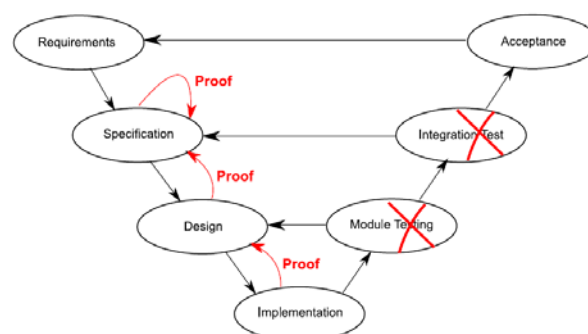 Requirements
Acceptance
Proof
Specification
Integration Test
Proof
Design
Module Testing
Proof
Implementation